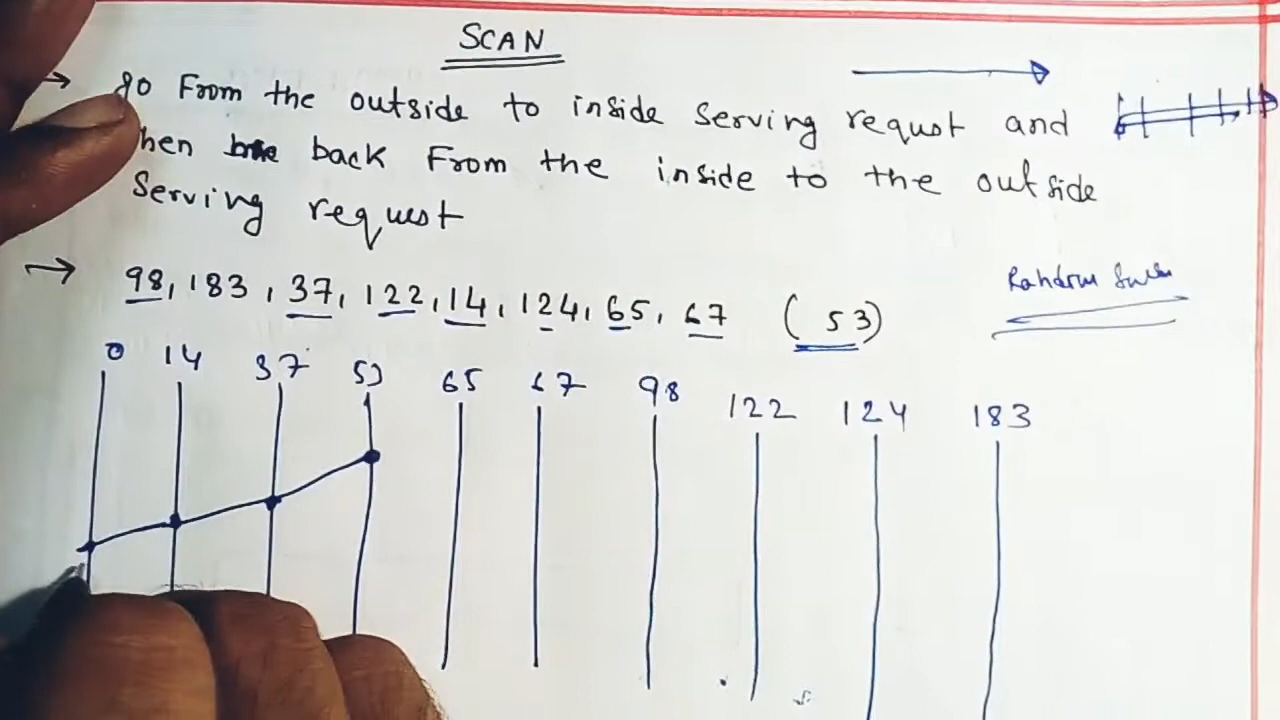 SCAN
→ go From the outside to inside Serving requst and
hen back From the inside to the outside
Serving request
→ 98, 183, 37, 122, 14, 124, 65, 67 (53)
0 14 37 53 65 67 98 122 124 183